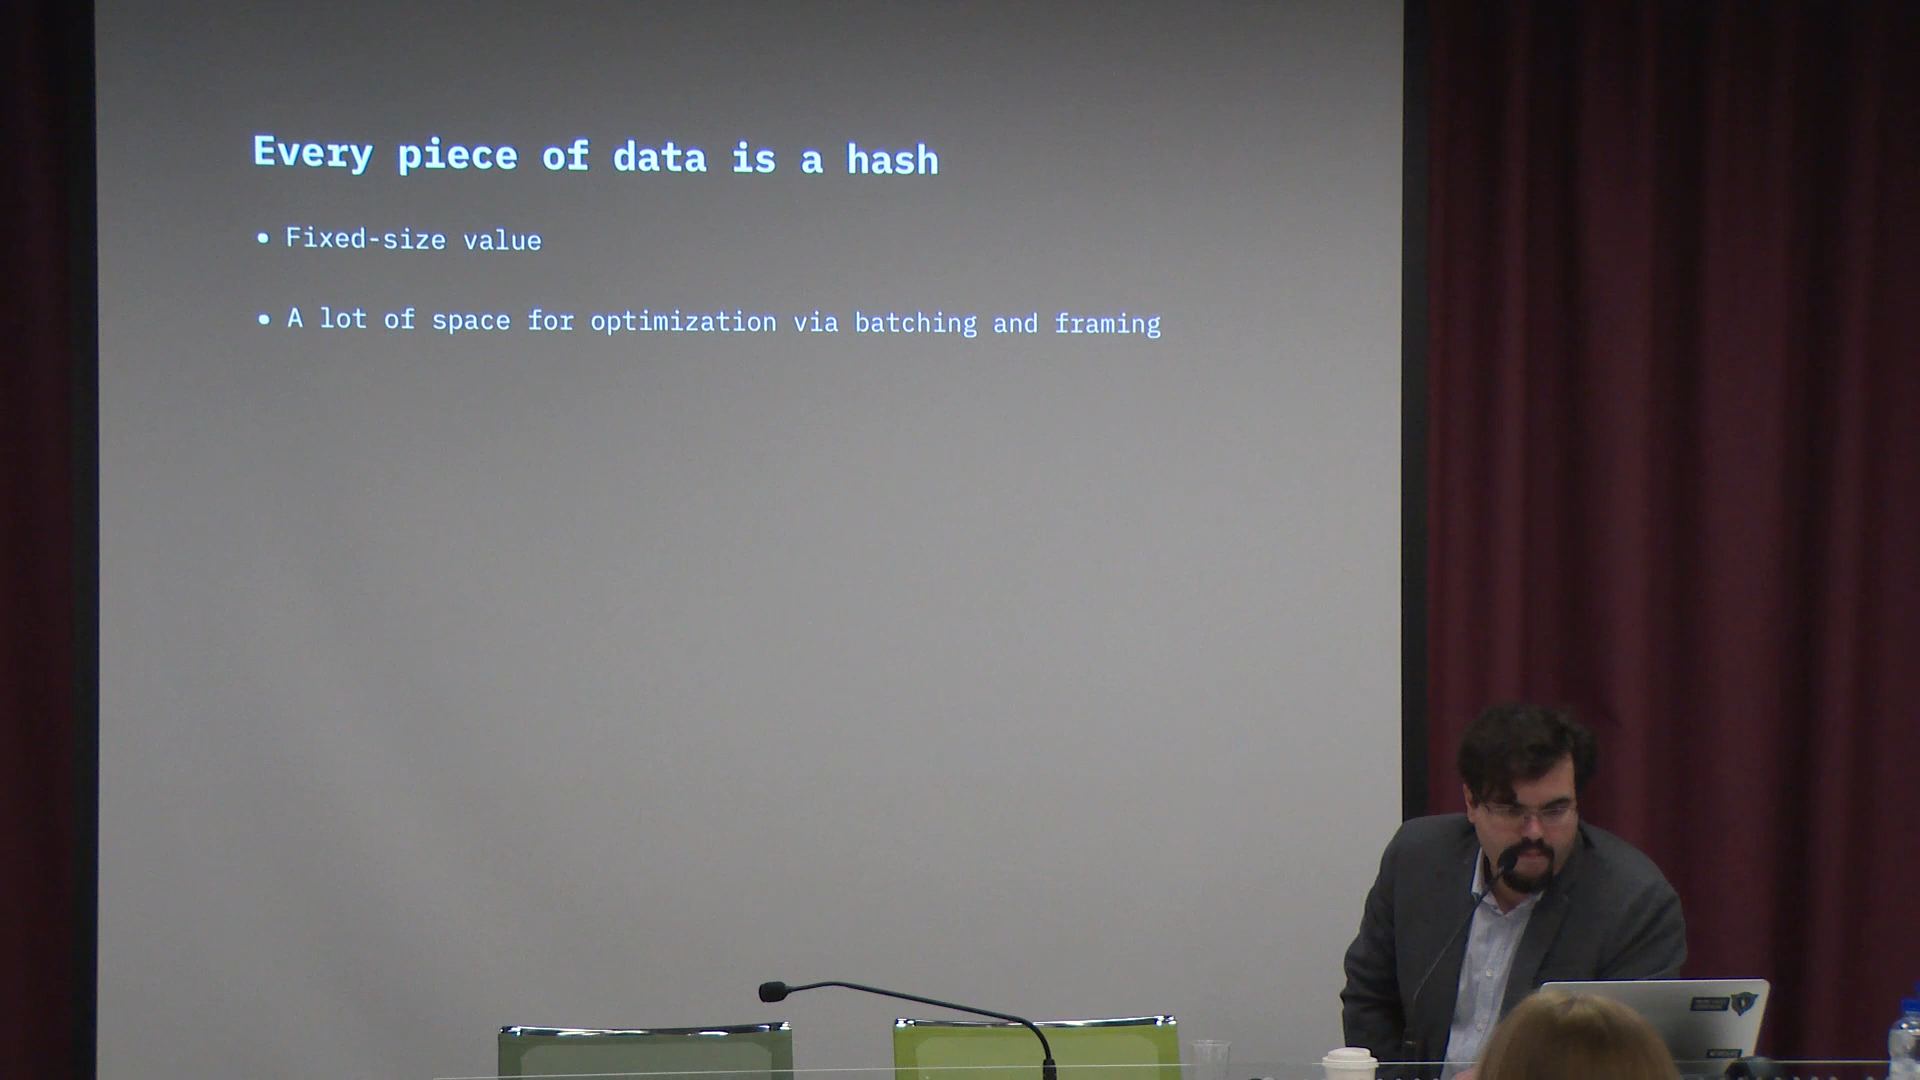 Every piece of data is a hash
• Fixed-size value
• A lot of space for optimization via batching and framing